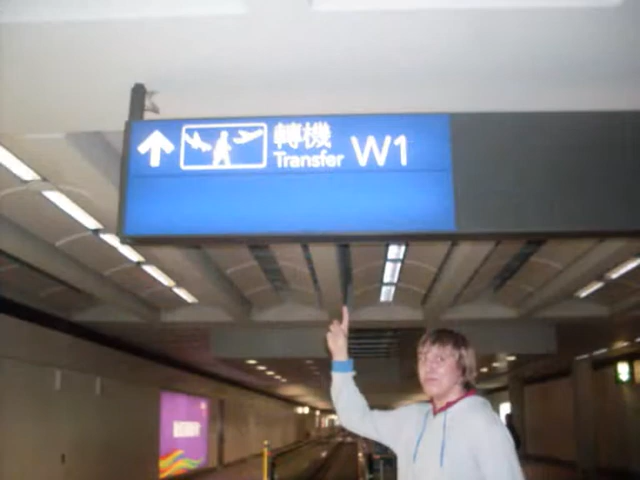 轉機
Transfer W1